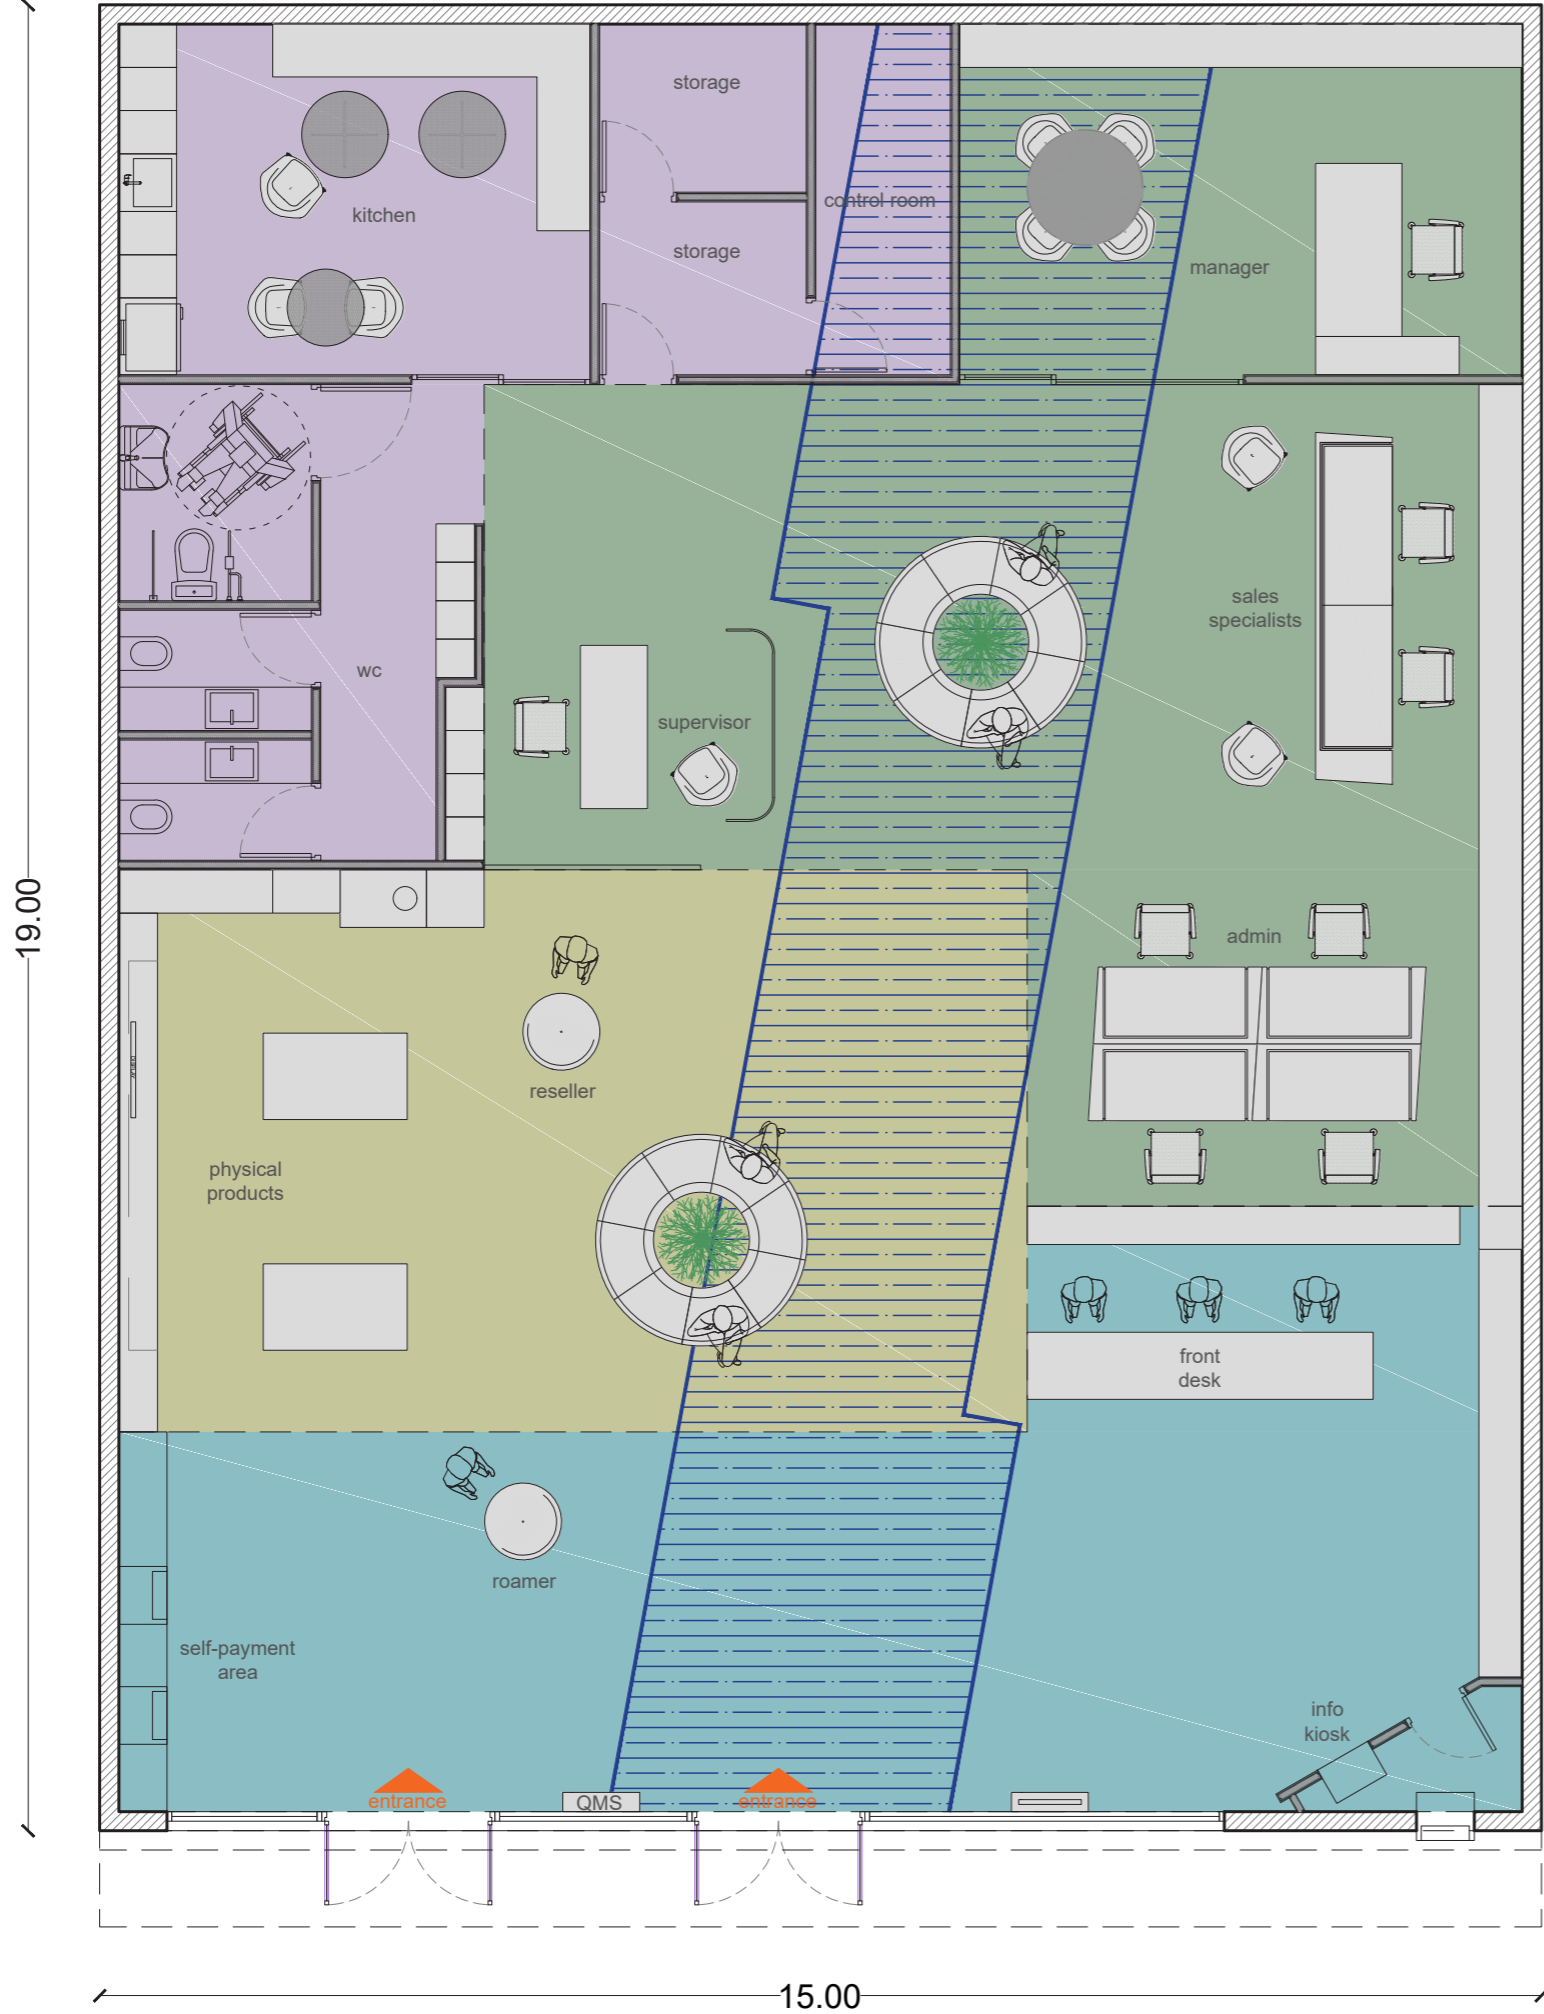 storage
control room
kitchen
storage
manager
sales
specialists
wc
supervisor
19.00
admin
DISPLAY
reseller
physical
products
front
desk
roamer
self-payment
area
info
kiosk
entrance
QMS
entrance
15.00